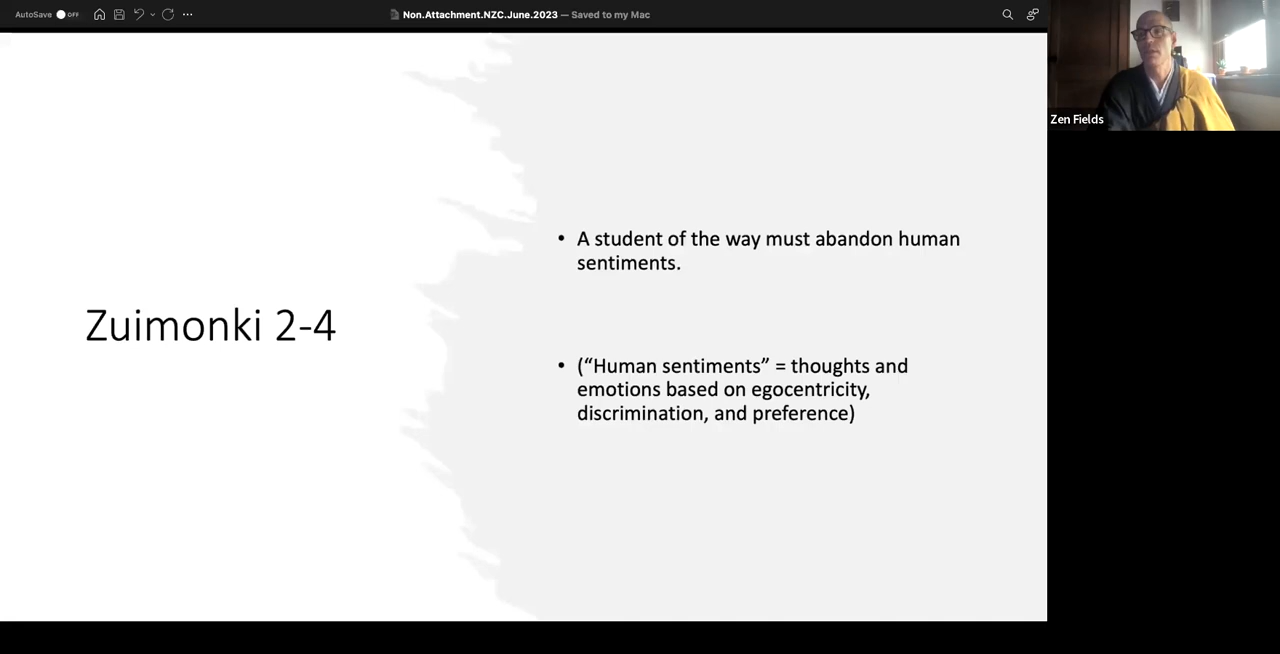 AutoSave OFF
Non.Attachment.NZC.June.2023 — Saved to my Mac
Zen Fields
Zuimonki 2-4
• A student of the way must abandon human
sentiments.
• (“Human sentiments” = thoughts and
emotions based on egocentricity,
discrimination, and preference)